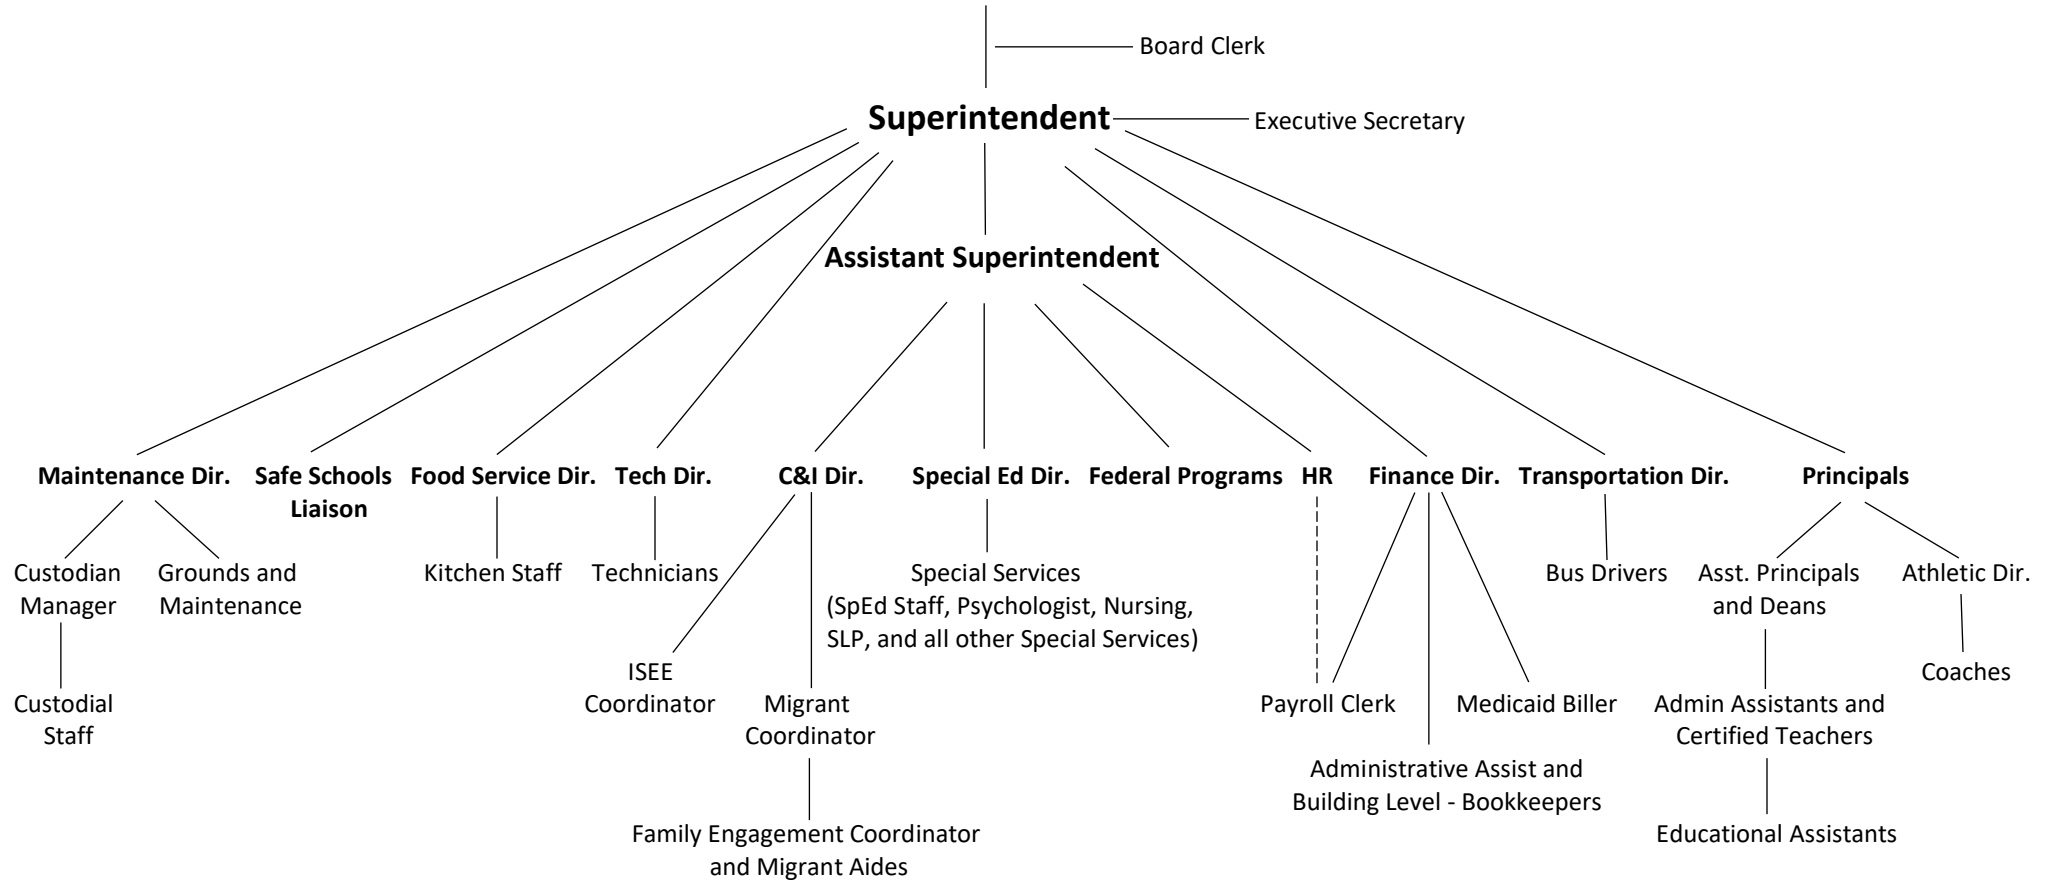 Board Clerk
Superintendent
Executive Secretary
Assistant Superintendent
Maintenance Dir.
Safe Schools
Liaison
Food Service Dir.
Tech Dir.
C&I Dir.
Special Ed Dir.
Federal Programs
HR
Finance Dir.
Transportation Dir.
Principals
Custodian
Manager
Grounds and
Maintenance
Kitchen Staff
Technicians
Special Services
(SpEd Staff, Psychologist, Nursing,
SLP, and all other Special Services)
Bus Drivers
Asst. Principals
and Deans
Athletic Dir.
ISEE
Coordinator
Coaches
Custodial
Staff
Migrant
Coordinator
Payroll Clerk
Medicaid Biller
Admin Assistants and
Certified Teachers
Administrative Assist and
Building Level - Bookkeepers
Family Engagement Coordinator
and Migrant Aides
Educational Assistants